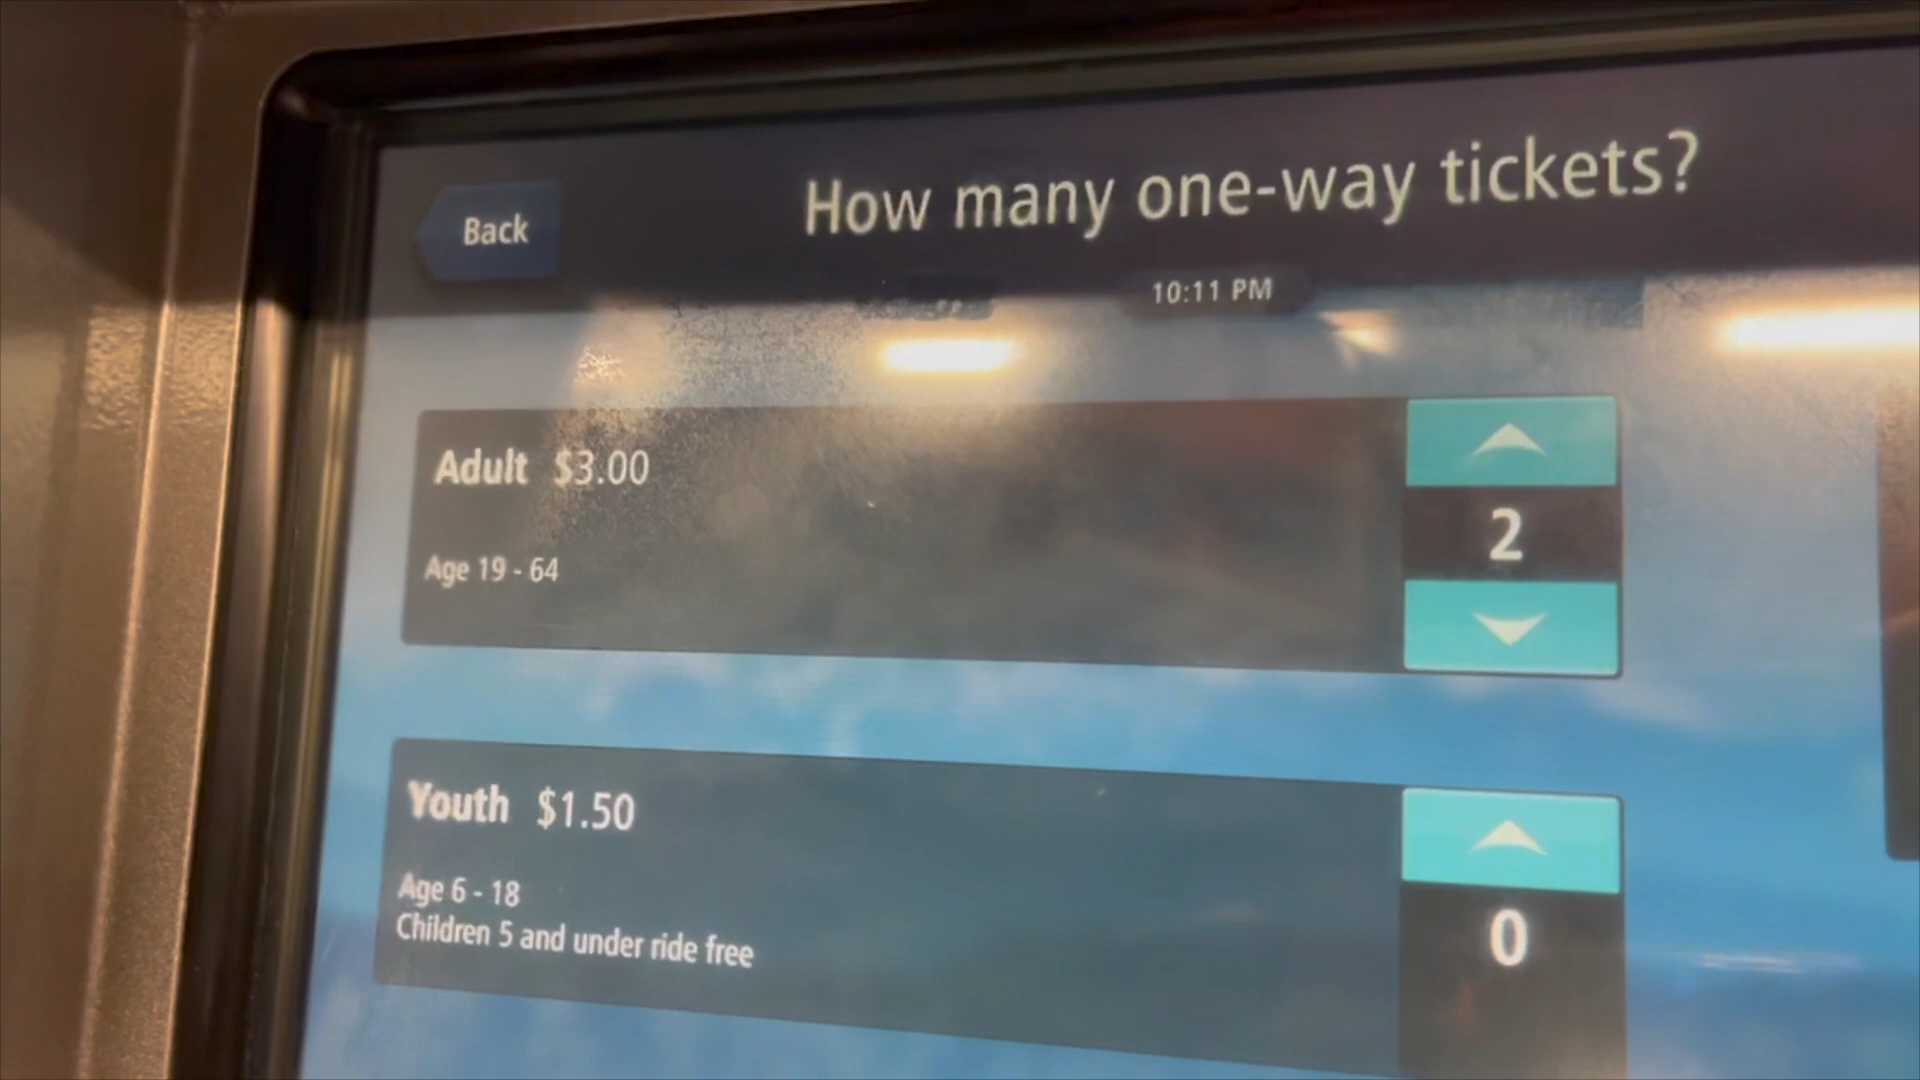 Back
How many one-way tickets?
10:11 PM
Adult $3.00
2
Age 19 - 64
Youth $1.50
Age 6 - 18
Children 5 and under ride free
0